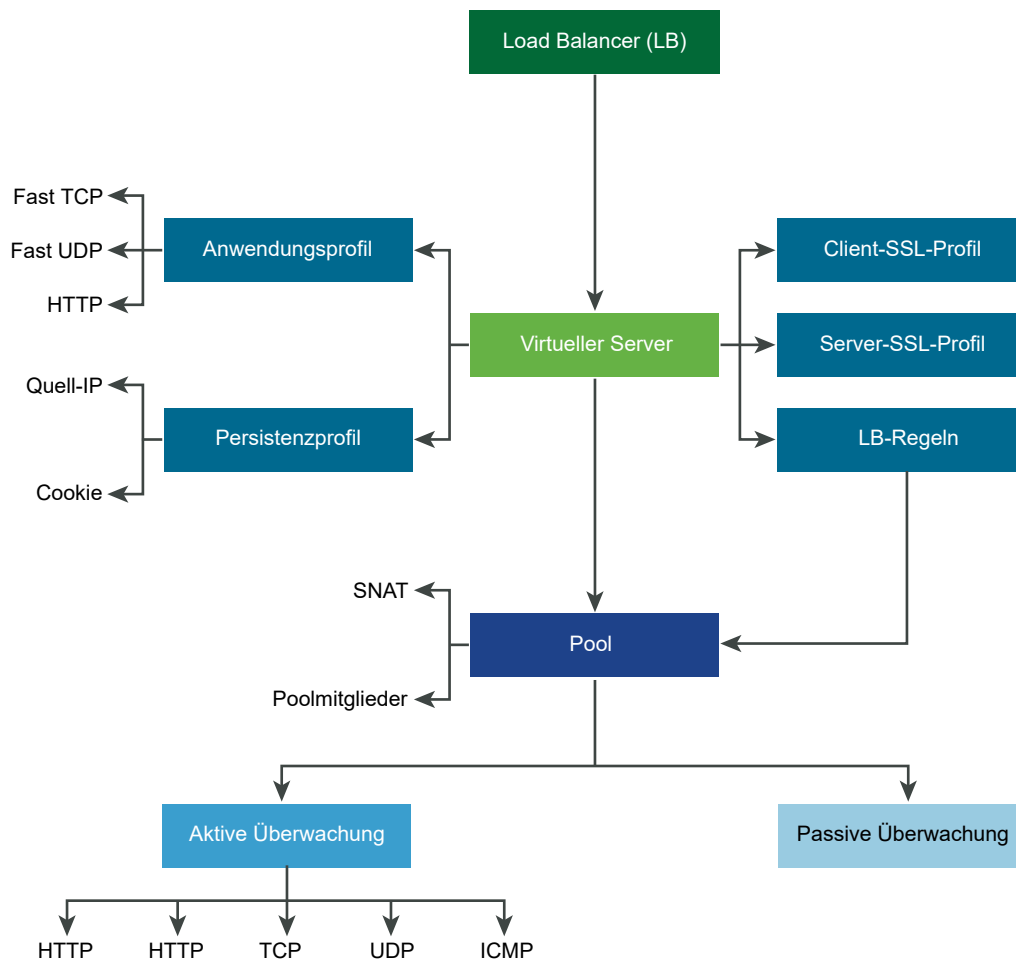 Load Balancer (LB)
Fast TCP
Fast UDP
HTTP
Anwendungsprofil
Client-SSL-Profil
Virtueller Server
Server-SSL-Profil
Quell-IP
Cookie
Persistenzprofil
LB-Regeln
SNAT
Poolmitglieder
Pool
Aktive Überwachung
Passive Überwachung
HTTP
HTTP
TCP
UDP
ICMP